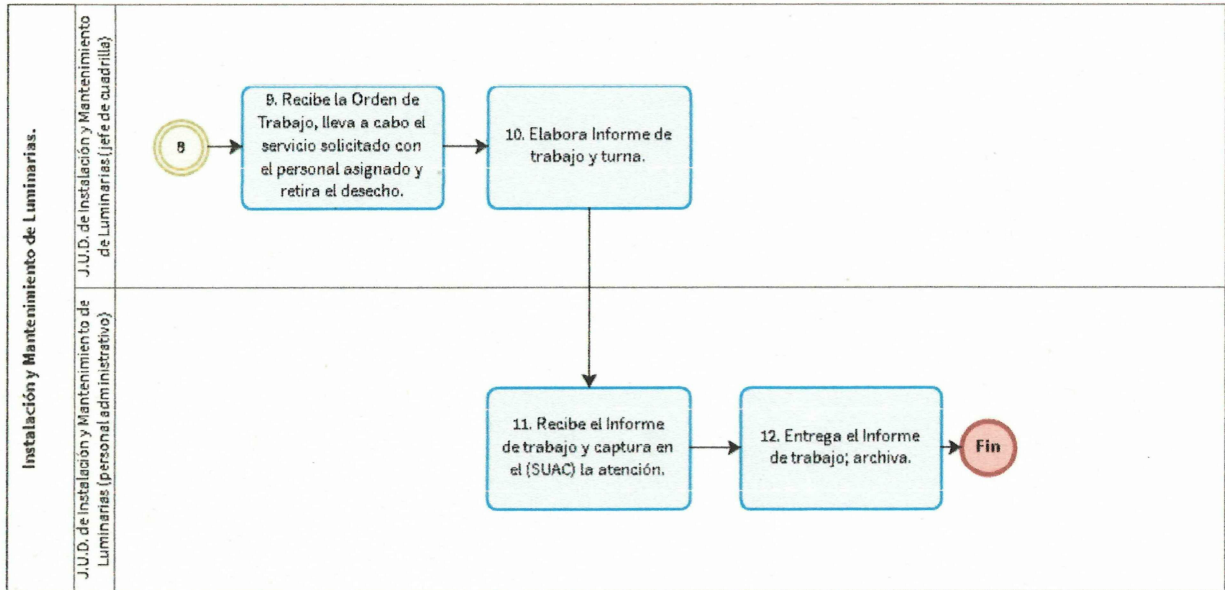 Instalación y Mantenimiento de Luminarias.
J.U.D. de Instalación y Mantenimiento
de Luminarias (jefe de cuadrilla)
B
9. Recibe la Orden de
Trabajo, lleva a cabo el
servicio solicitado con
el personal asignado y
retira el desecho.
10. Elabora Informe de
trabajo y turna.
J.U.D. de Instalación y Mantenimiento de
Luminarias (personal administrativo)
11. Recibe el Informe
de trabajo y captura en
el (SUAC) la atención.
12. Entrega el Informe
de trabajo; archiva.
Fin